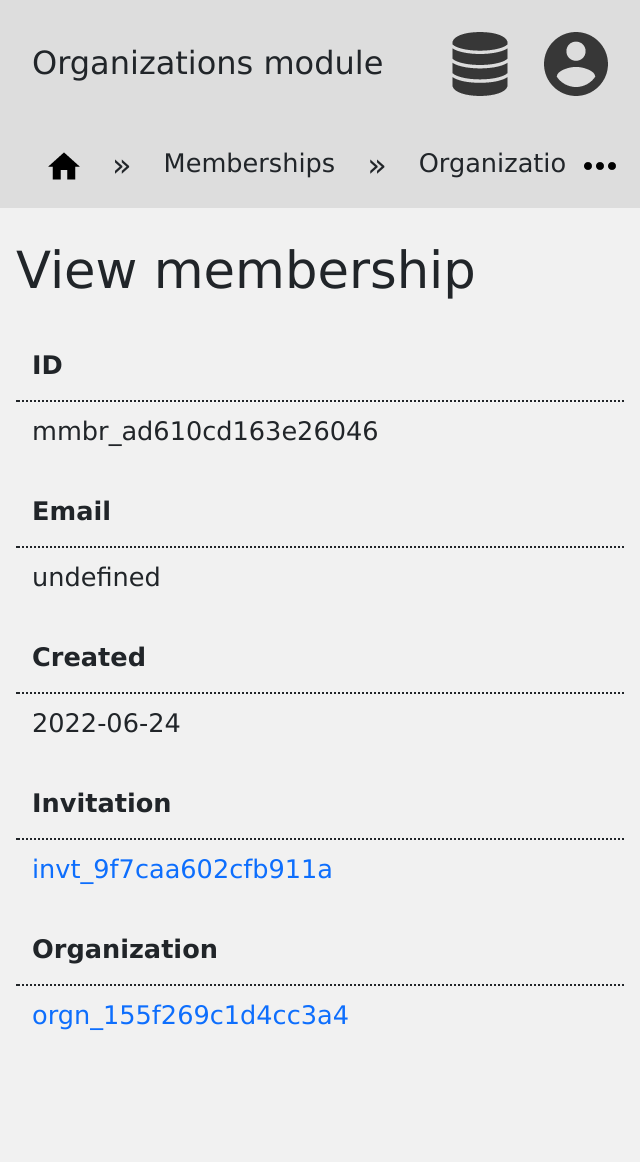 Organizations module
» Memberships » Organizatio •••
View membership
ID
mmbr_ad610cd163e26046
Email
undefined
Created
2022-06-24
Invitation
invt_9f7caa602cfb911a
Organization
orgn_155f269c1d4cc3a4